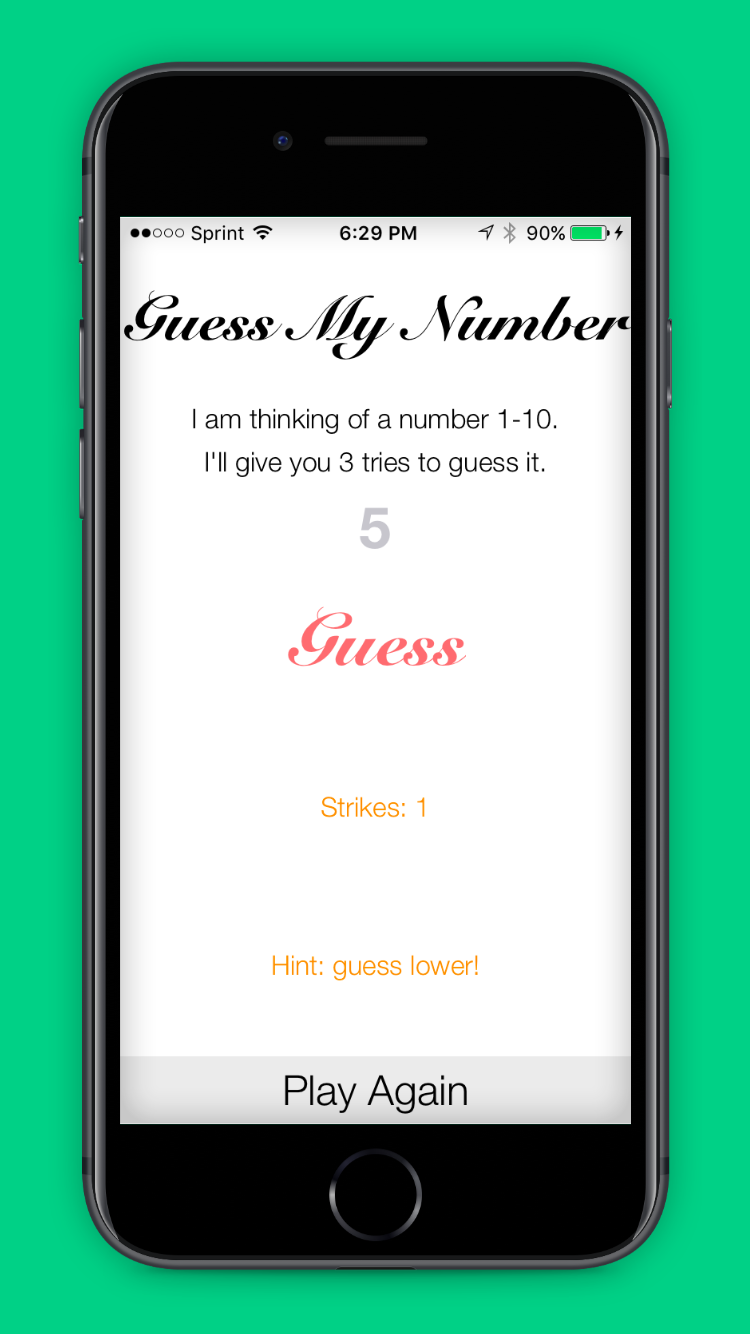 Sprint 6:29 PM 90%
Guess My Number
I am thinking of a number 1-10.
I'll give you 3 tries to guess it.
5
Guess
Strikes: 1
Hint: guess lower!
Play Again